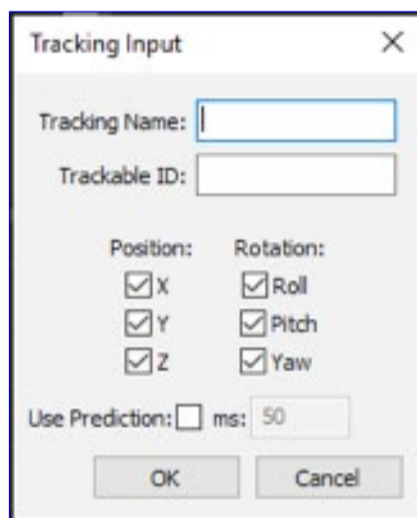 Tracking Input
Tracking Name:
Trackable ID:
Position: Rotation:
X Roll
Y Pitch
Z Yaw
Use Prediction: ms: 50
OK Cancel